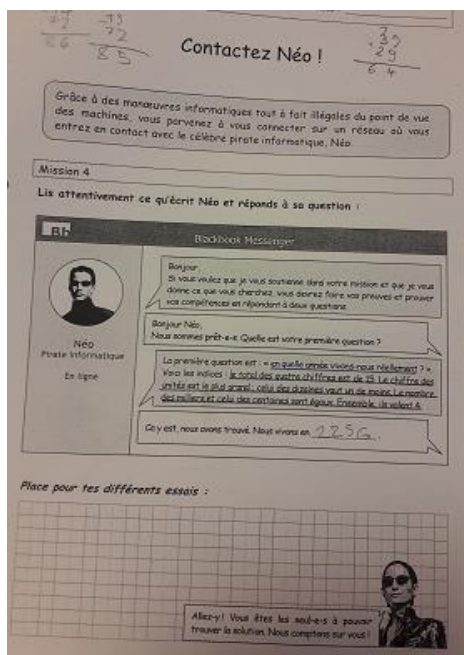 Contactez Néo !
Grâce à des manœuvres informatiques tout à fait illégales du point de vue
des machines, vous parvenez à vous connecter sur un réseau où vous
entrez en contact avec le célèbre pirate informatique, Néo.
Mission 4
Lis attentivement ce qu'écrit Néo et réponds à sa question :
Bb
Blackbook Messenger
Néo
Pirate informatique
En ligne
Bonjour,
Si vous voulez que je vous soutienne dans votre mission et que je vous
donne ce que vous cherchez, vous devrez faire vos preuves et prouver
vos compétences en répondant à deux questions.
Bonjour Néo,
Nous sommes prêt-e-s. Quelle est votre première question ?
La première question est : « en quelle année vivons-nous réellement ? »
Voici les indices : le total des quatre chiffres est de 15. Le chiffre des
unités est le plus grand ; celui des dizaines vaut un de moins. Le nombre
des milliers et celui des centaines sont égaux. Ensemble, ils valent 4.
Ça y est, nous avons trouvé. Nous vivons en 2256.
Place pour tes différents essais :
Allez-y ! Vous êtes les seul-e-s à pouvoir
trouver la solution. Nous comptons sur vous !